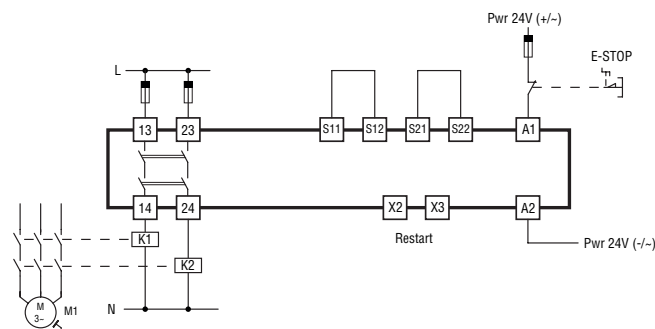 Pwr 24V (+/~)
E-STOP
L
13
23
S11
S12
S21
S22
A1
14
24
X2
X3
A2
Restart
Pwr 24V (-/~)
K1
K2
M
3~
M1
N